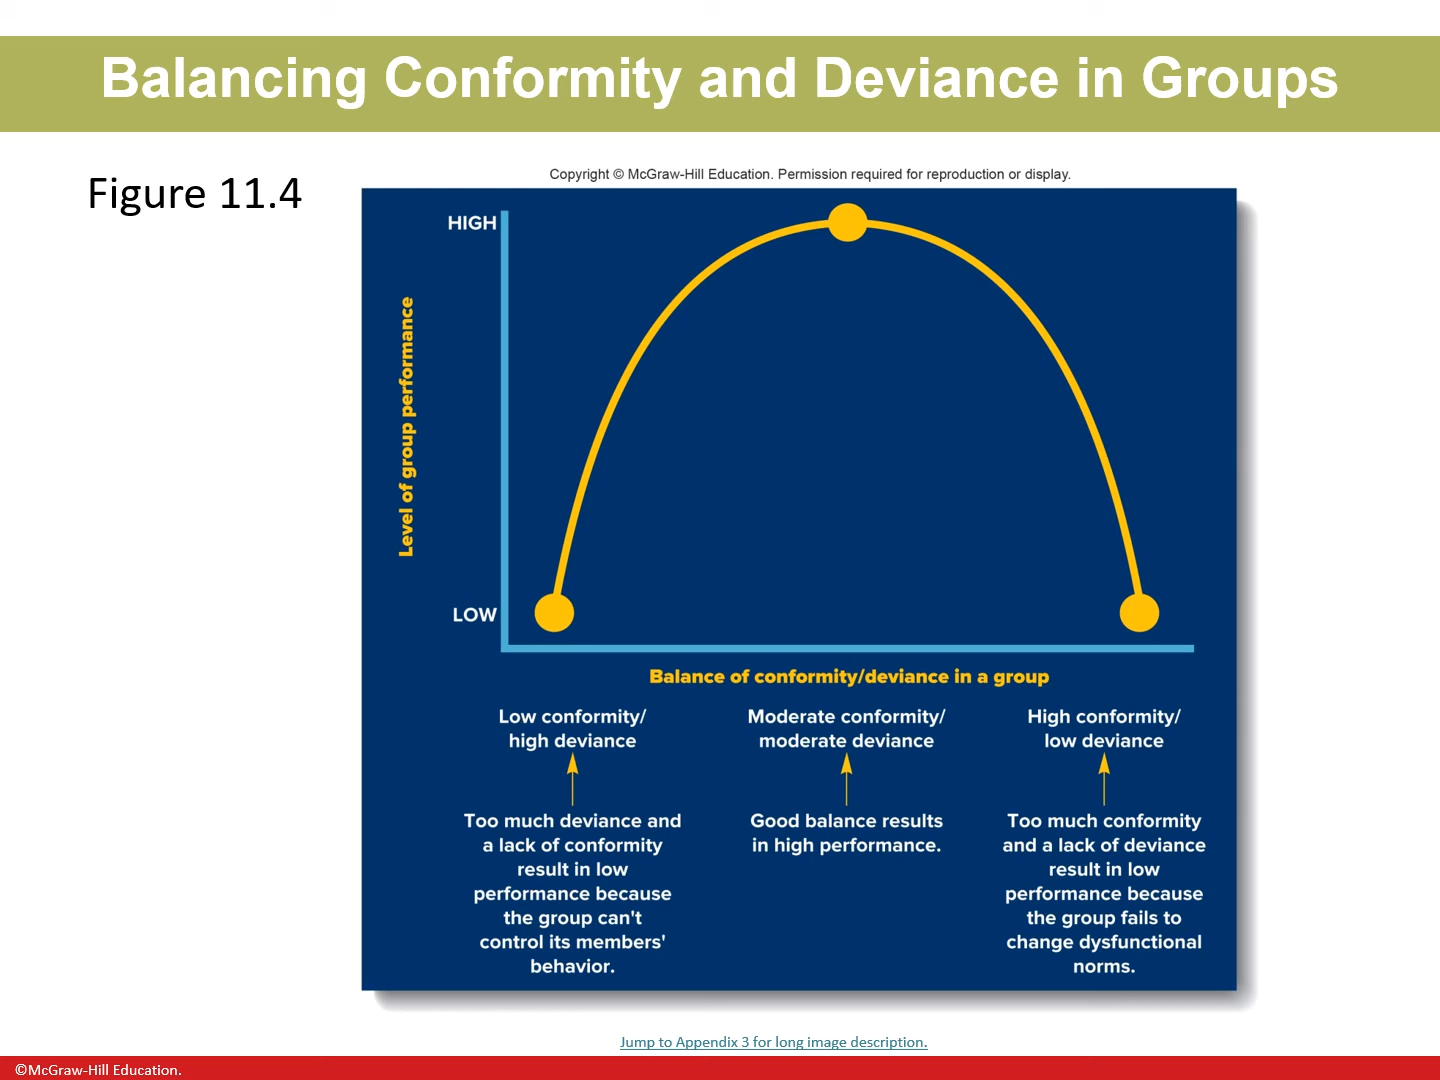 Balancing Conformity and Deviance in Groups
Figure 11.4
Copyright © McGraw-Hill Education. Permission required for reproduction or display.
HIGH
Level of group performance
LOW
Balance of conformity/deviance in a group
Low conformity/
high deviance
Too much deviance and
a lack of conformity
result in low
performance because
the group can't
control its members'
behavior.
Moderate conformity/
moderate deviance
Good balance results
in high performance.
High conformity/
low deviance
Too much conformity
and a lack of deviance
result in low
performance because
the group fails to
change dysfunctional
norms.
Jump to Appendix 3 for long image description.
©McGraw-Hill Education.